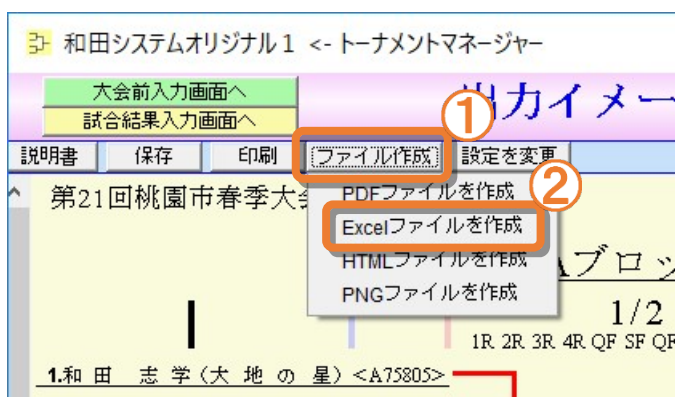 和田システムオリジナル１ <- トーナメントマネージャー
大会前入力画面へ
試合結果入力画面へ
①
出力イメー
説明書 保存 印刷 ファイル作成 設定を変更
②
第21回桃園市春季大会
PDFファイルを作成
Excelファイルを作成
HTMLファイルを作成
PNGファイルを作成
Aブロッ
1/2
1R 2R 3R 4R QF SF QF
1.和田 志学(大地の星)<A75805>